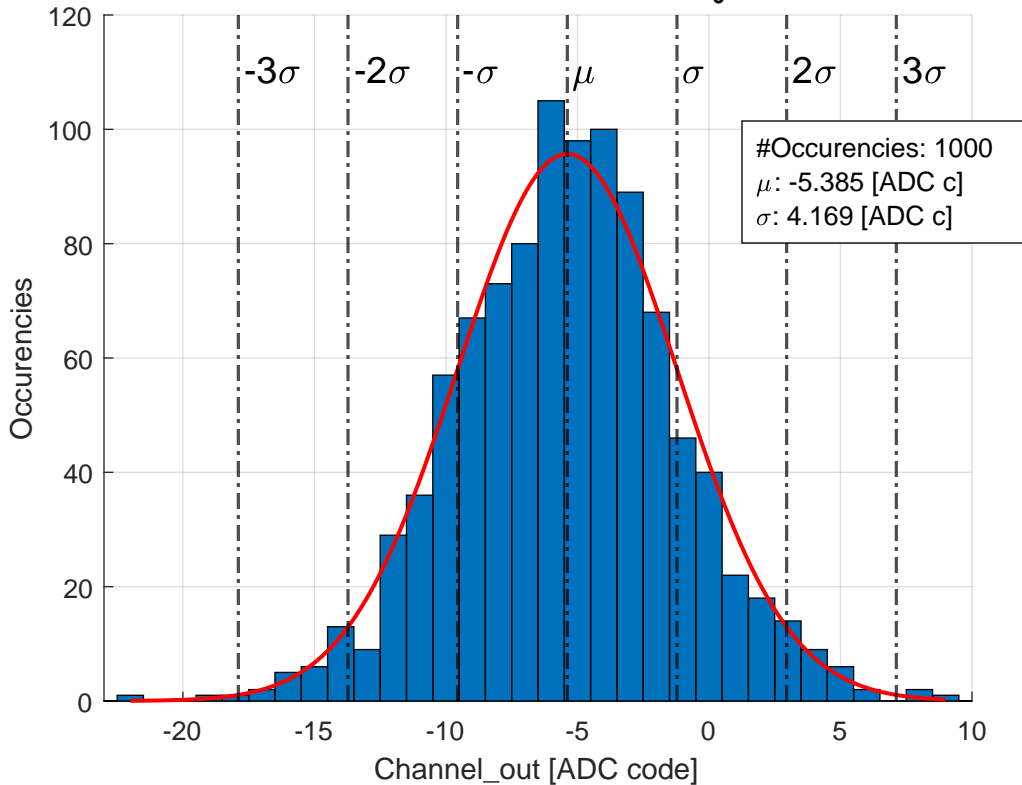 120
100
80
60
40
20
0
-3σ
-2σ
-σ
μ
σ
2σ
3σ
#Occurencies: 1000
μ: -5.385 [ADC c]
σ: 4.169 [ADC c]
Occurencies
-20
-15
-10
-5
0
5
10
Channel_out [ADC code]